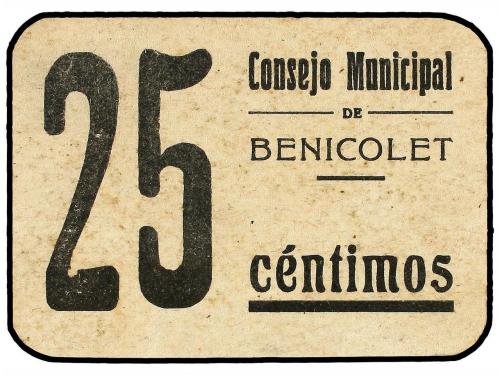 25
Consejo Municipal
DE
BENICOLET
céntimos